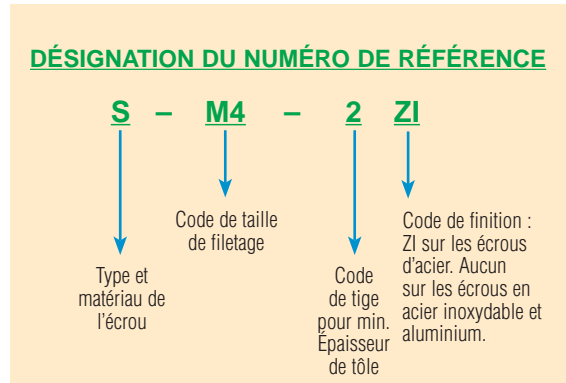 DÉSIGNATION DU NUMÉRO DE RÉFÉRENCE
S – M4 – 2 ZI
Code de taille
de filetage
Type et
matériau de
l'écrou
Code
de tige
pour min.
Épaisseur
de tôle
Code de finition :
ZI sur les écrous
d'acier. Aucun
sur les écrous en
acier inoxydable et
aluminium.